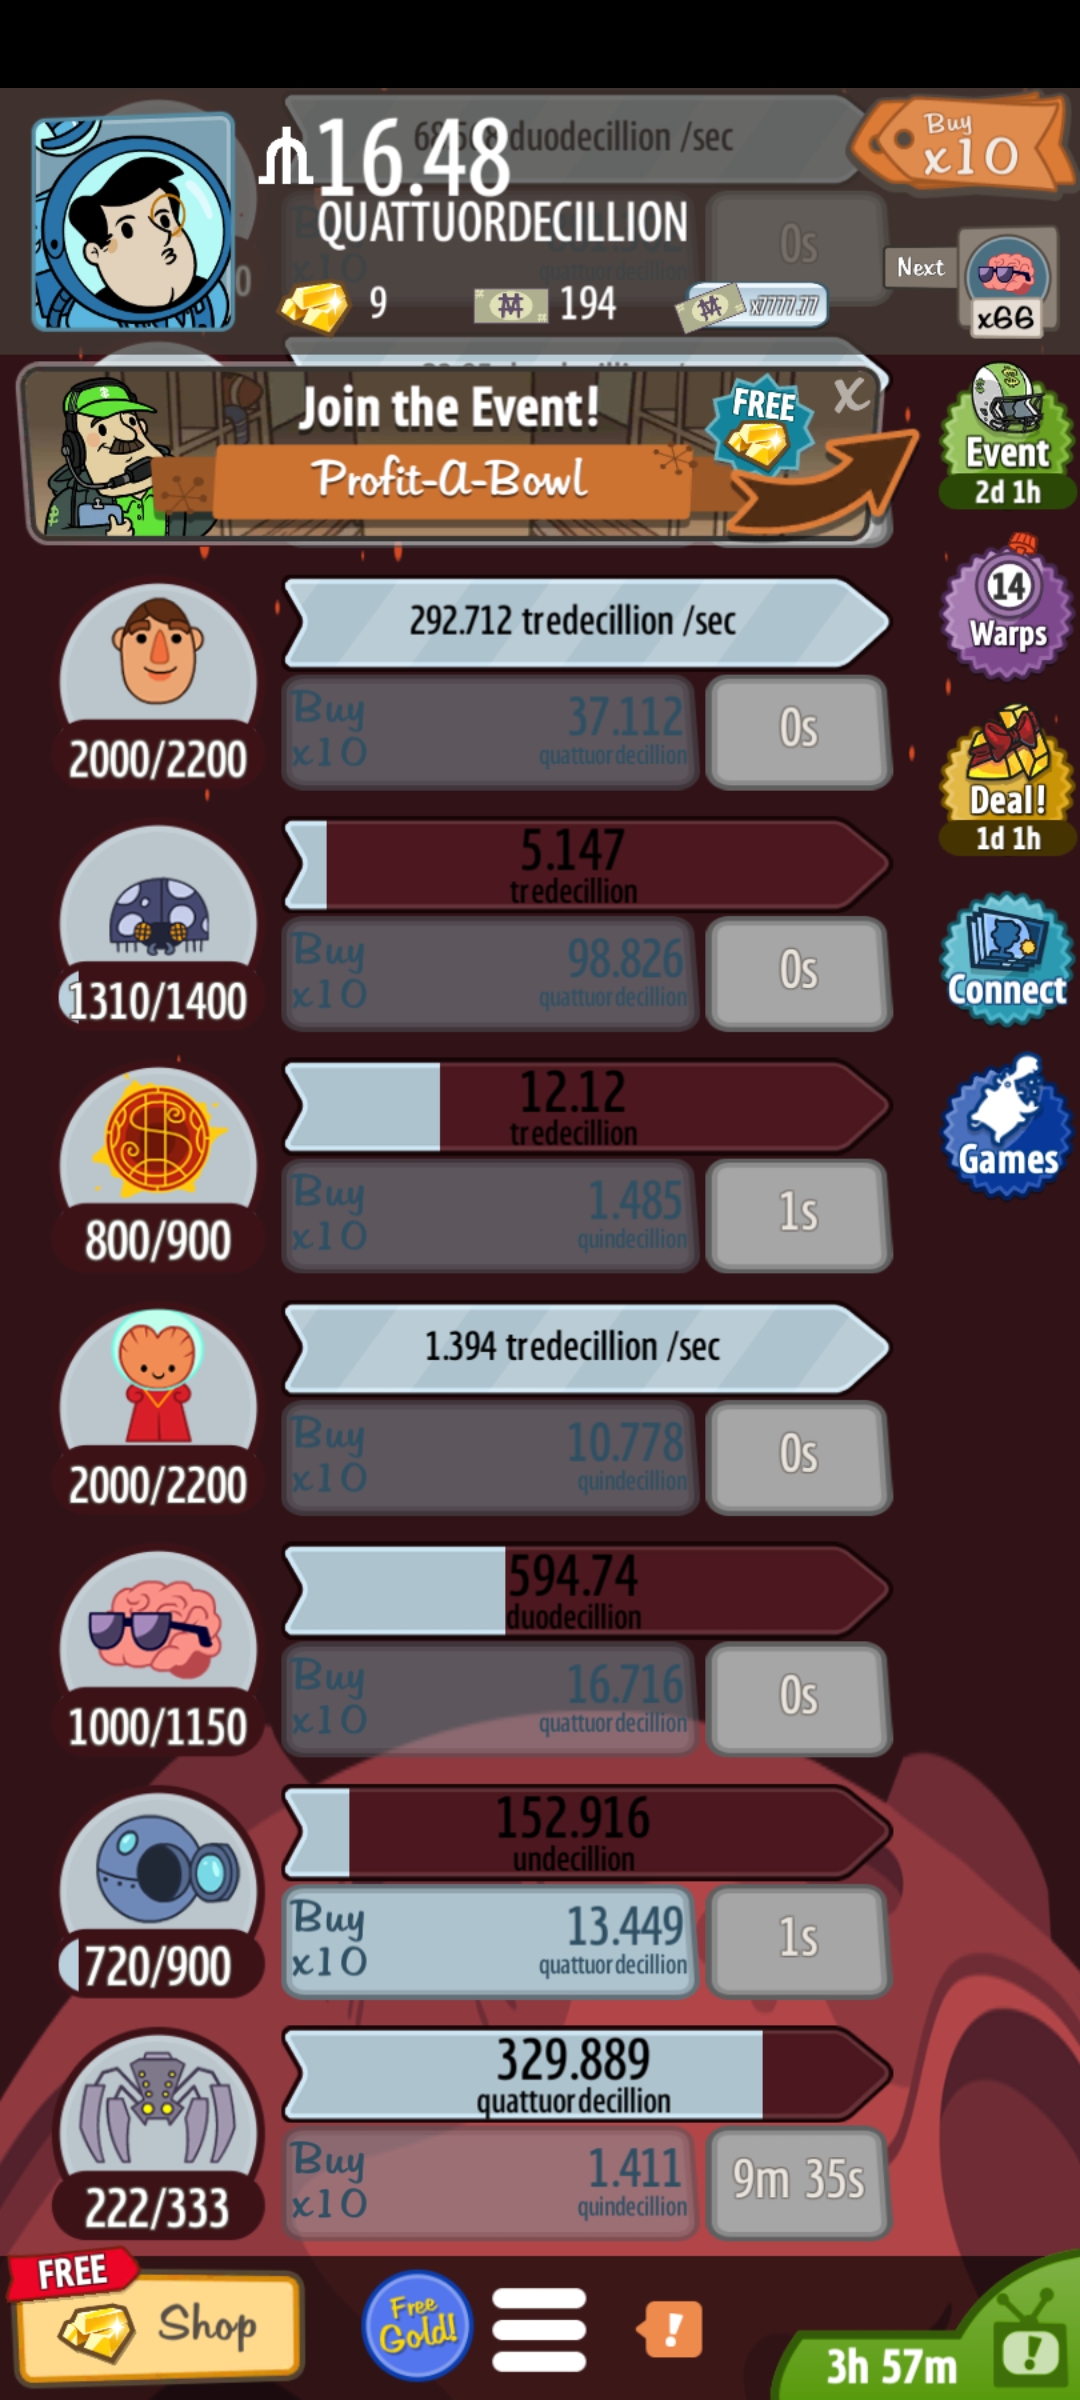 duodecillion /sec
16.48
QUATTUORDECILLION
Buy
x10
0s
9
194
x7777.77
Next
x66
Join the Event!
FREE
X
Profit-A-Bowl
Event
2d 1h
292.712 tredecillion /sec
14
Warps
Buy
x10
37.112
quattuordecillion
0s
2000/2200
Deal!
1d 1h
5.147
tredecillion
Buy
x10
98.826
quattuordecillion
0s
1310/1400
Connect
12.12
tredecillion
Games
Buy
x10
1.485
quindecillion
1s
800/900
1.394 tredecillion /sec
Buy
x10
10.778
quindecillion
0s
2000/2200
594.74
duodecillion
Buy
x10
16.716
quattuordecillion
0s
1000/1150
152.916
undecillion
Buy
x10
13.449
quattuordecillion
1s
720/900
329.889
quattuordecillion
Buy
x10
1.411
quindecillion
9m 35s
222/333
FREE
Shop
Free
Gold!
!
3h 57m
!